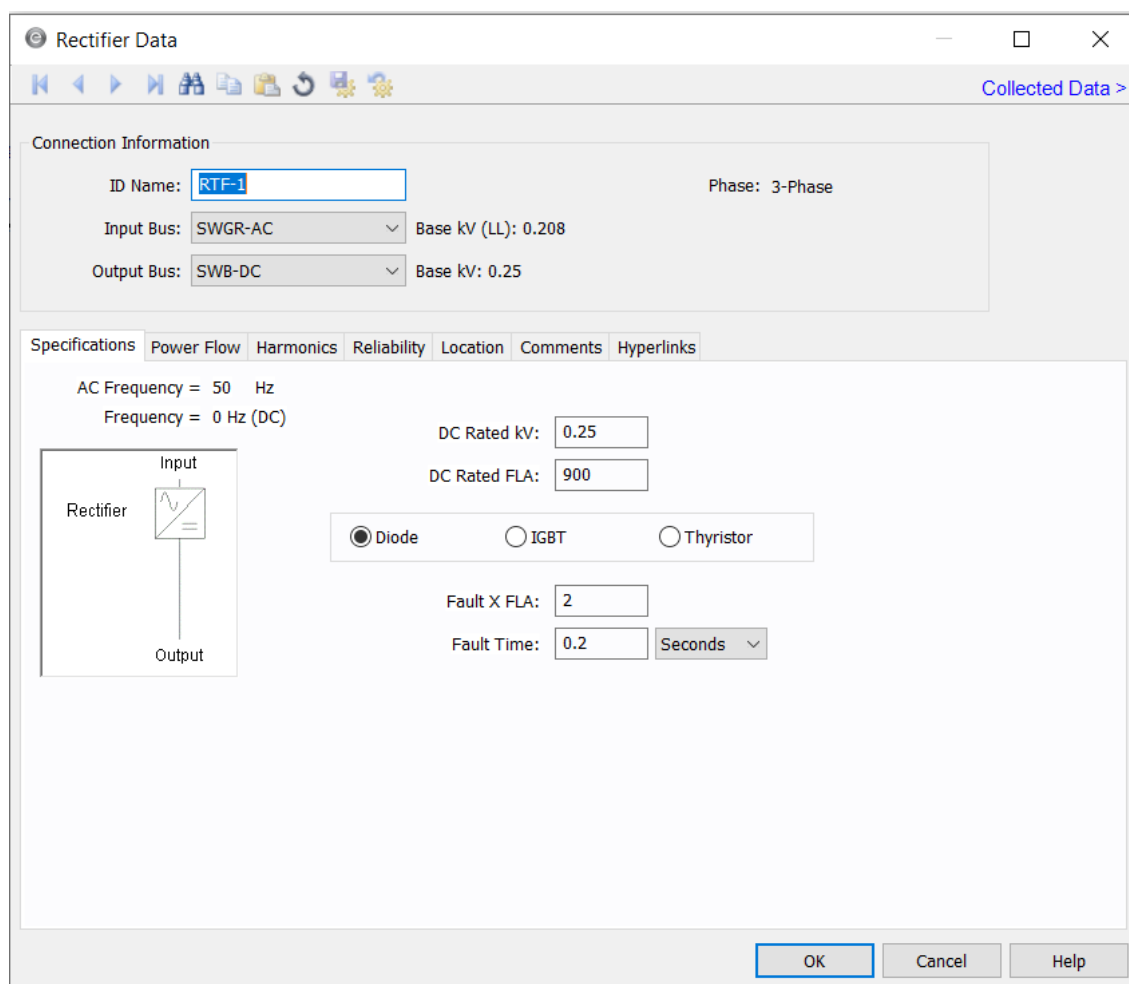 Rectifier Data
Collected Data >
Connection Information
ID Name: RTF-1 Phase: 3-Phase
Input Bus: SWGR-AC Base kV (LL): 0.208
Output Bus: SWB-DC Base kV: 0.25
Specifications Power Flow Harmonics Reliability Location Comments Hyperlinks
AC Frequency = 50 Hz
Frequency = 0 Hz (DC)
DC Rated kV: 0.25
Input
DC Rated FLA: 900
Rectifier
Diode IGBT Thyristor
Fault X FLA: 2
Fault Time: 0.2 Seconds
Output
OK Cancel Help